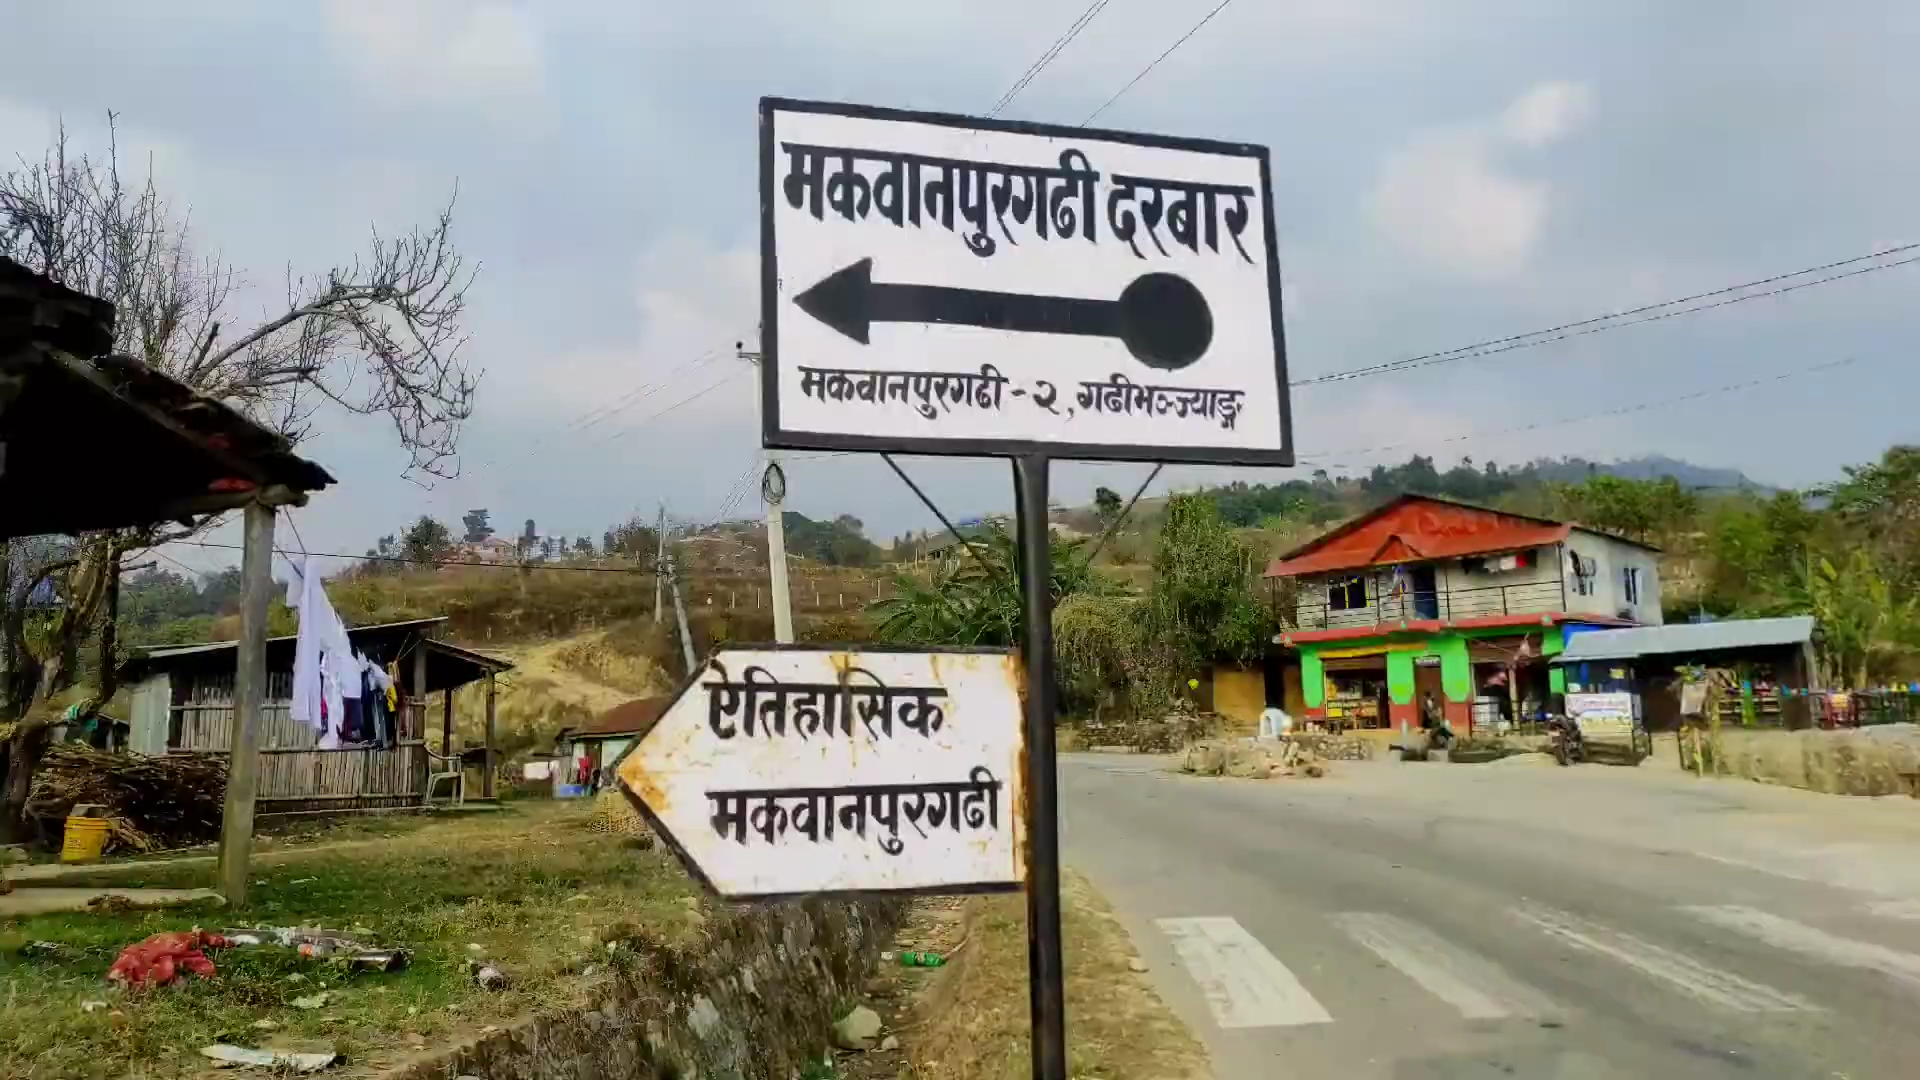 मकवानपुरगढी दरबार
मकवानपुरगढी - २, गढीभञ्ज्याङ्ग
ऐतिहासिक
मकवानपुरगढी